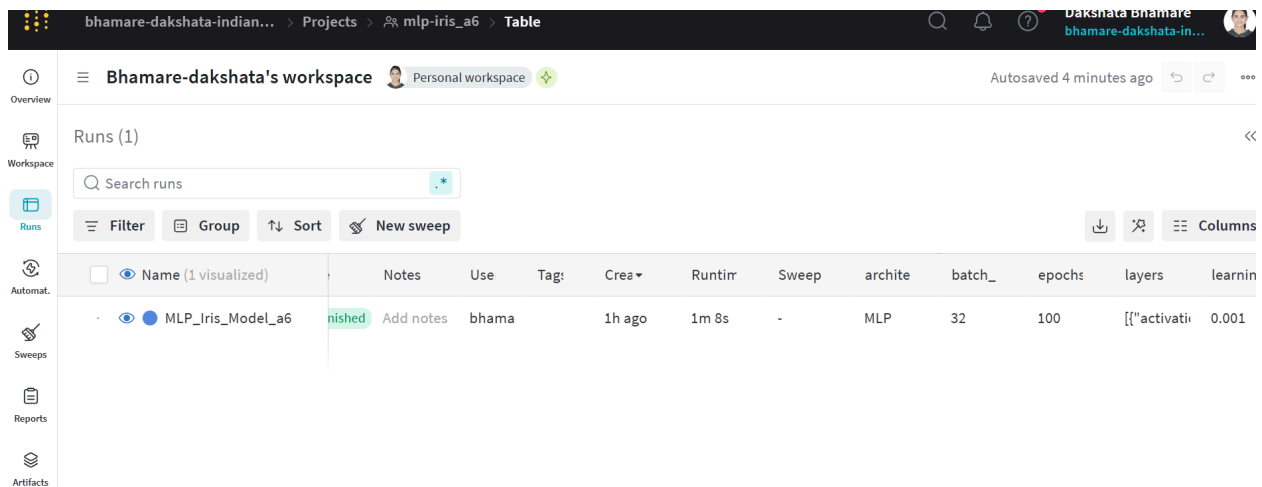 bhamare-dakshata-indian... > Projects > mlp-iris_a6 > Table
Dakshata Bhamare
bhamare-dakshata-in...
Overview
Workspace
Runs
Automat.
Sweeps
Reports
Artifacts
Bhamare-dakshata's workspace Personal workspace
Autosaved 4 minutes ago
Runs (1)
Search runs .*
Filter Group Sort New sweep Columns
Name (1 visualized) Notes Use Tags Crea Runtim Sweep archite batch_ epochs layers learnin
MLP_Iris_Model_a6 nished Add notes bhama 1h ago 1m 8s - MLP 32 100 [{"activatio 0.001